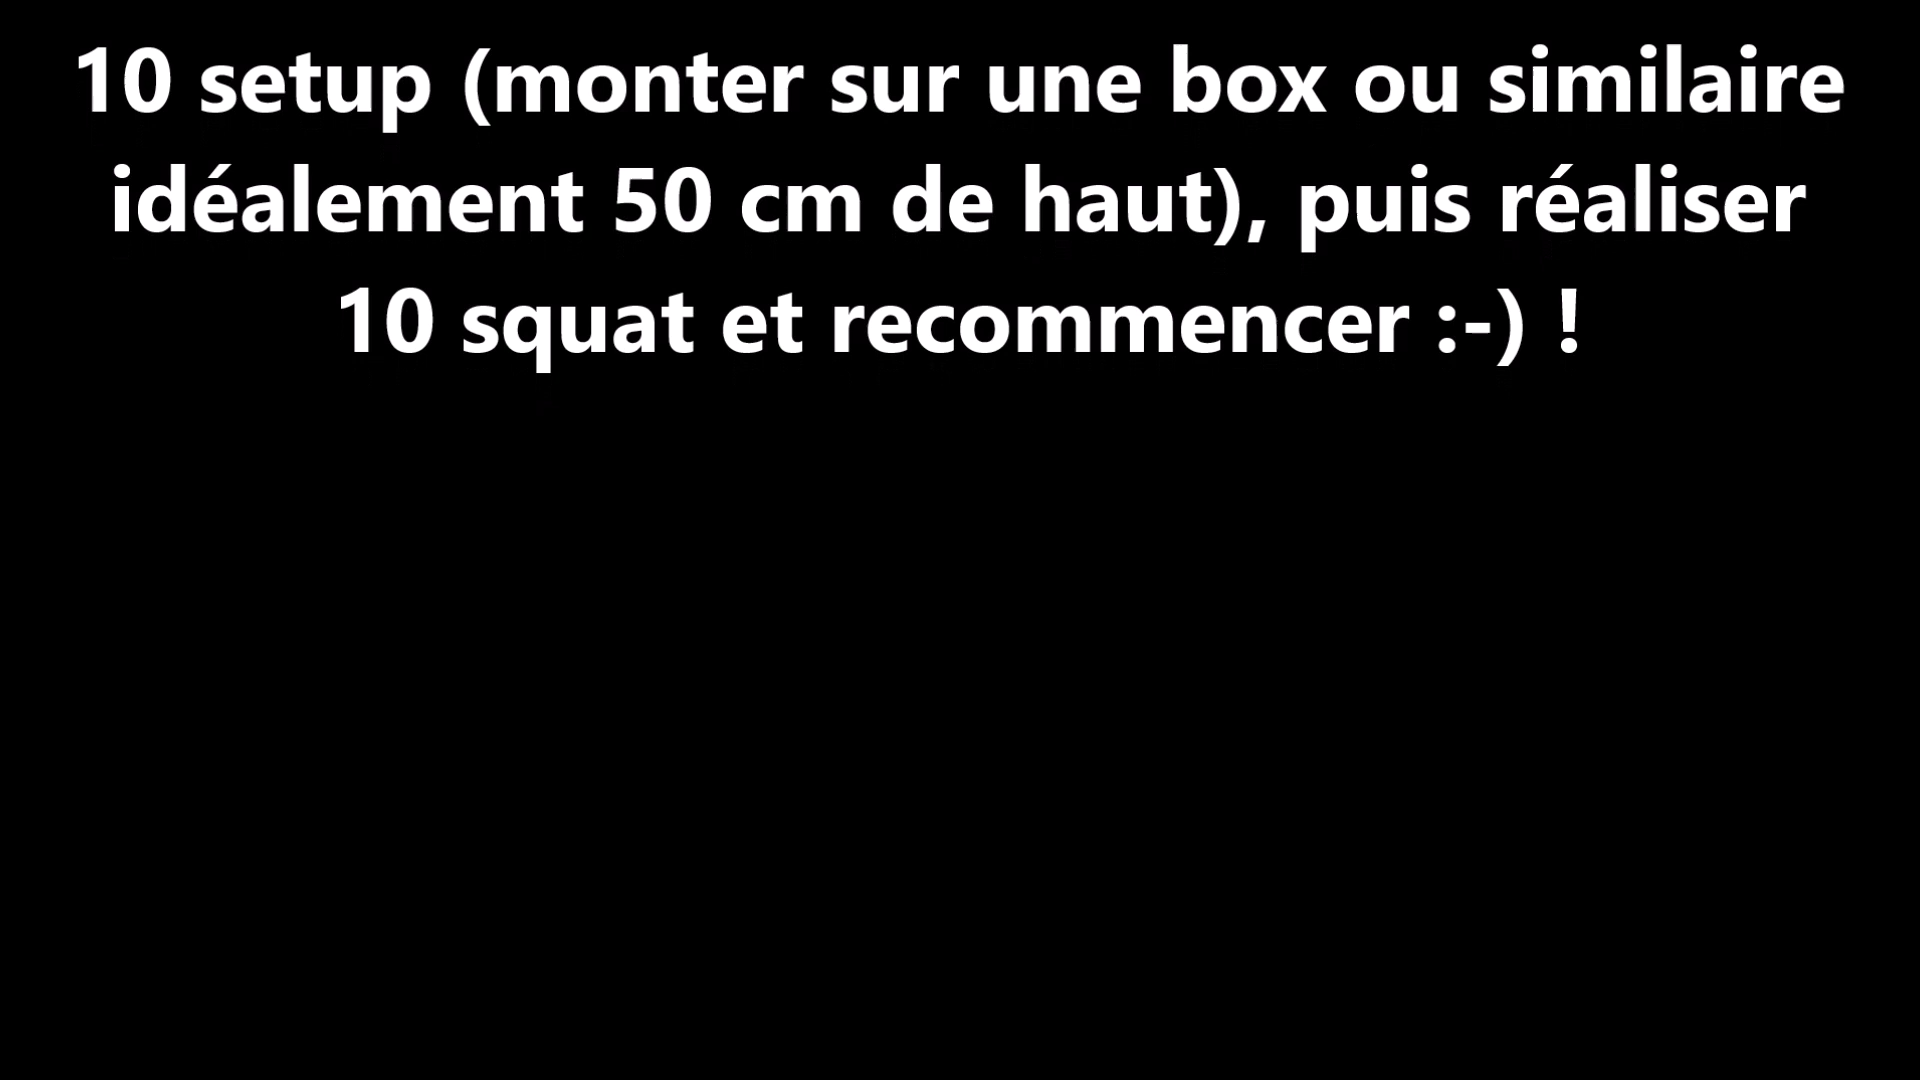 10 setup (monter sur une box ou similaire
idéalement 50 cm de haut), puis réaliser
10 squat et recommencer :-) !